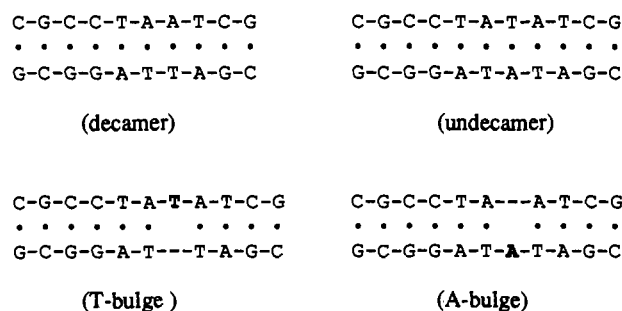 C-G-C-C-T-A-A-T-C-G C-G-C-C-T-A-T-A-T-C-G
• • • • • • • • • • • • • • • • • • • • •
G-C-G-G-A-T-T-A-G-C G-C-G-G-A-T-A-T-A-G-C
(decamer) (undecamer)
C-G-C-C-T-A-T-A-T-C-G C-G-C-C-T-A---A-T-C-G
• • • • • • • • • • • • • • • • • • • •
G-C-G-G-A-T---T-A-G-C G-C-G-G-A-T-A-T-A-G-C
(T-bulge ) (A-bulge)